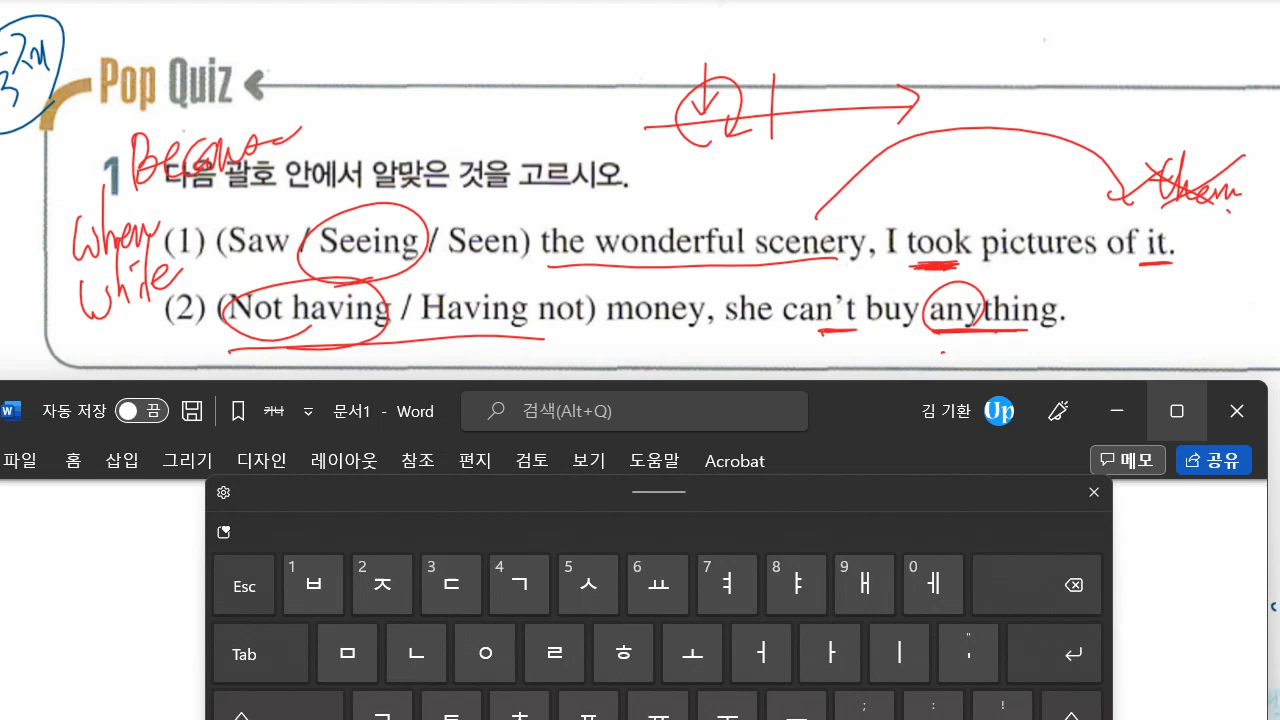 Pop Quiz
Because
1 다음 괄호 안에서 알맞은 것을 고르시오.
them
when
(1) (Saw / Seeing / Seen) the wonderful scenery, I took pictures of it.
while
(2) (Not having / Having not) money, she can't buy anything.
자동 저장 끔 문서1 - Word 검색(Alt+Q) 김 기환 Up
파일 홈 삽입 그리기 디자인 레이아웃 참조 편지 검토 보기 도움말 Acrobat 메모 공유
Esc 1 ㅂ 2 ㅈ 3 ㄷ 4 ㄱ 5 ㅅ 6 ㅛ 7 ㅕ 8 ㅑ 9 ㅐ 0 ㅔ
Tab ㅁ ㄴ ㅇ ㄹ ㅎ ㅗ ㅓ ㅏ ㅣ " '
ㅋ ㅌ ㅊ ㅍ ㅠ ㅜ ㅡ ; : !